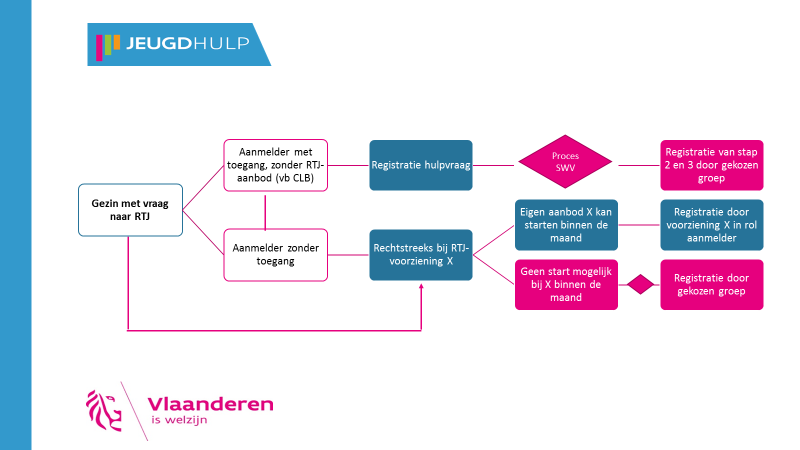 JEUGDHULP
Gezin met vraag
naar RTJ
Aanmelder met
toegang, zonder RTJ-
aanbod (vb CLB)
Registratie hulpvraag
Proces
SWV
Registratie van stap
2 en 3 door gekozen
groep
Aanmelder zonder
toegang
Rechtstreeks bij RTJ-
voorziening X
Eigen aanbod X kan
starten binnen de
maand
Registratie door
voorziening X in rol
aanmelder
Geen start mogelijk
bij X binnen de
maand
Registratie door
gekozen groep
Vlaanderen
is welzijn